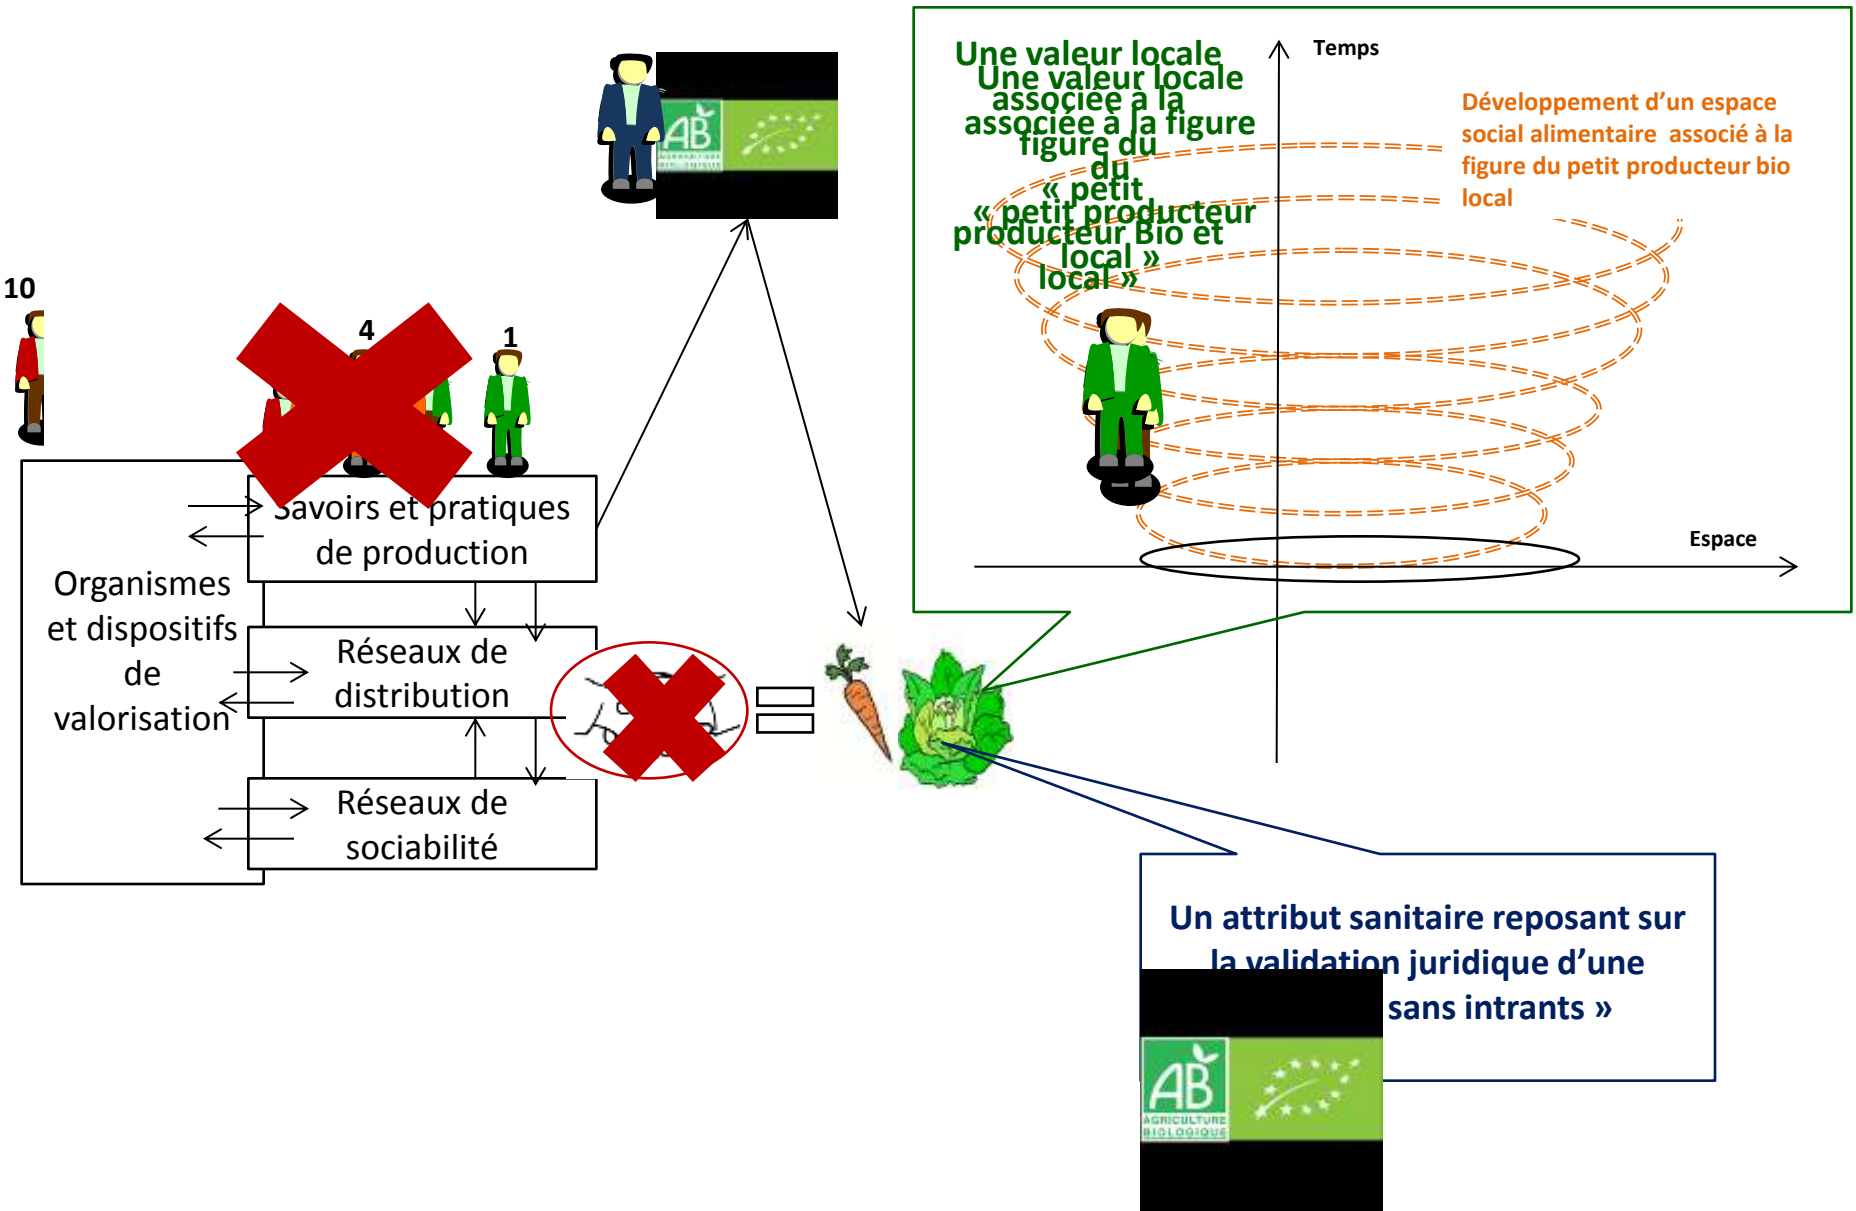 Une valeur locale
associée à la
figure du
« petit
producteur Bio et
local »
Une valeur locale
associée à la figure
du
« petit producteur
local »
Temps
Développement d’un espace
social alimentaire associé à la
figure du petit producteur bio
local
Espace
AB
AGRICULTURE
BIOLOGIQUE
10
4
1
Savoirs et pratiques
de production
Organismes
et dispositifs
de
valorisation
Réseaux de
distribution
Réseaux de
sociabilité
Un attribut sanitaire reposant sur
la validation juridique d’une
sans intrants »
AB
AGRICULTURE
BIOLOGIQUE